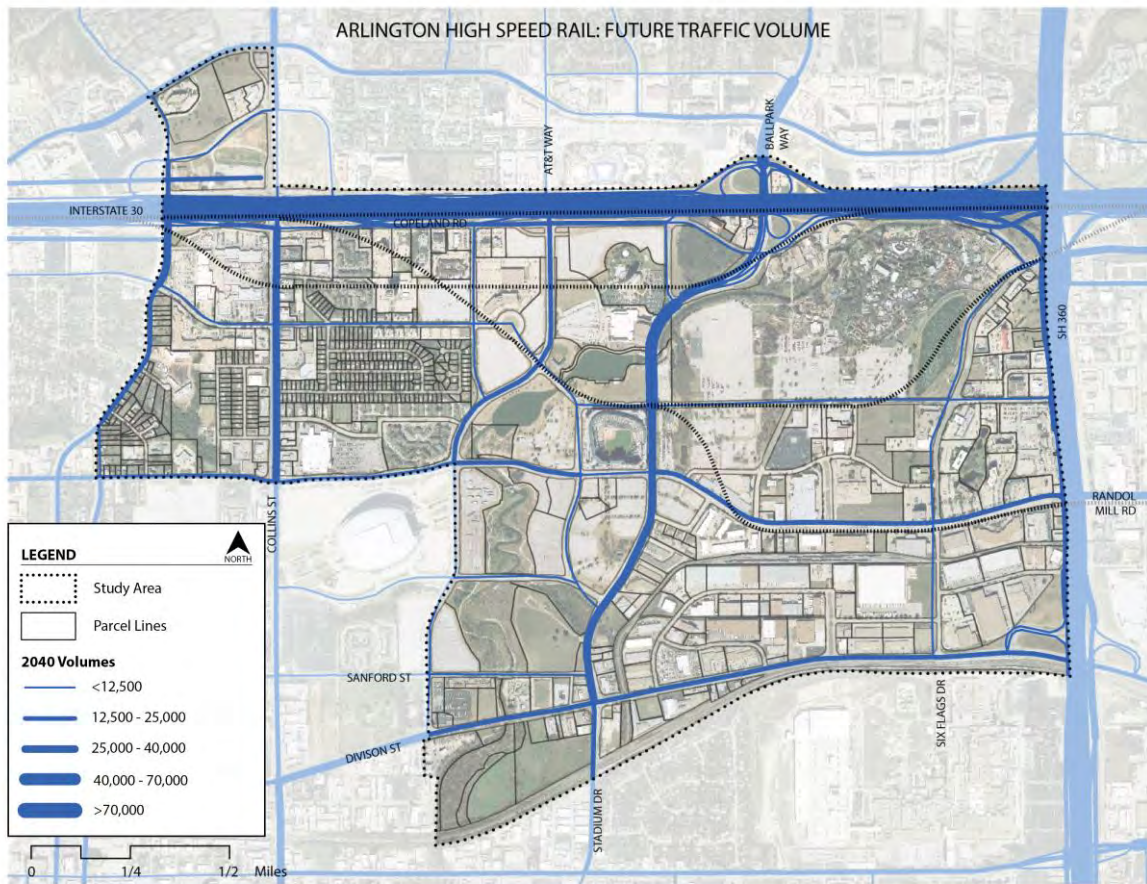 ARLINGTON HIGH SPEED RAIL: FUTURE TRAFFIC VOLUME
AT&T WAY
BALLPARK
WAY
INTERSTATE 30
COPELAND RD
SH 360
COLLINS ST
RANDOL
MILL RD
SANFORD ST
DIVISON ST
STADIUM DR
SIX FLAGS DR
LEGEND
NORTH
Study Area
Parcel Lines
2040 Volumes
<12,500
12,500 - 25,000
25,000 - 40,000
40,000 - 70,000
>70,000
0 1/4 1/2 Miles